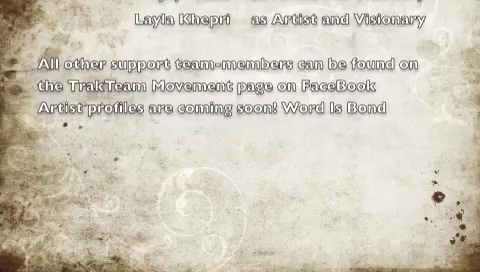 Layla Khepri as Artist and Visionary
All other support team-members can be found on
the TrakTeam Movement page on FaceBook
Artist profiles are coming soon! Word Is Bond